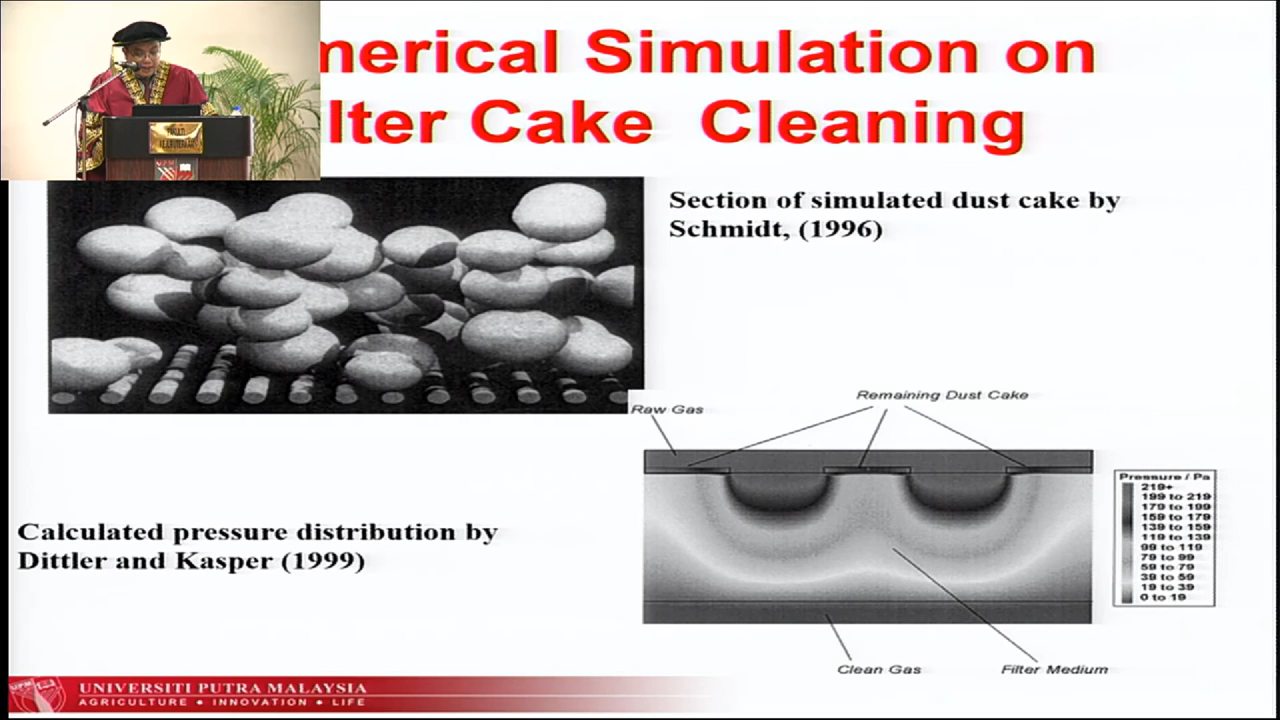 merical Simulation on
lter Cake Cleaning
Section of simulated dust cake by
Schmidt, (1996)
Remaining Dust Cake
Raw Gas
Pressure / Pa
219+
199 to 219
179 to 199
159 to 179
139 to 159
119 to 139
99 to 119
79 to 99
59 to 79
39 to 59
19 to 39
0 to 19
Calculated pressure distribution by
Dittler and Kasper (1999)
Clean Gas
Filter Medium
UNIVERSITI PUTRA MALAYSIA
AGRICULTURE • INNOVATION • LIFE